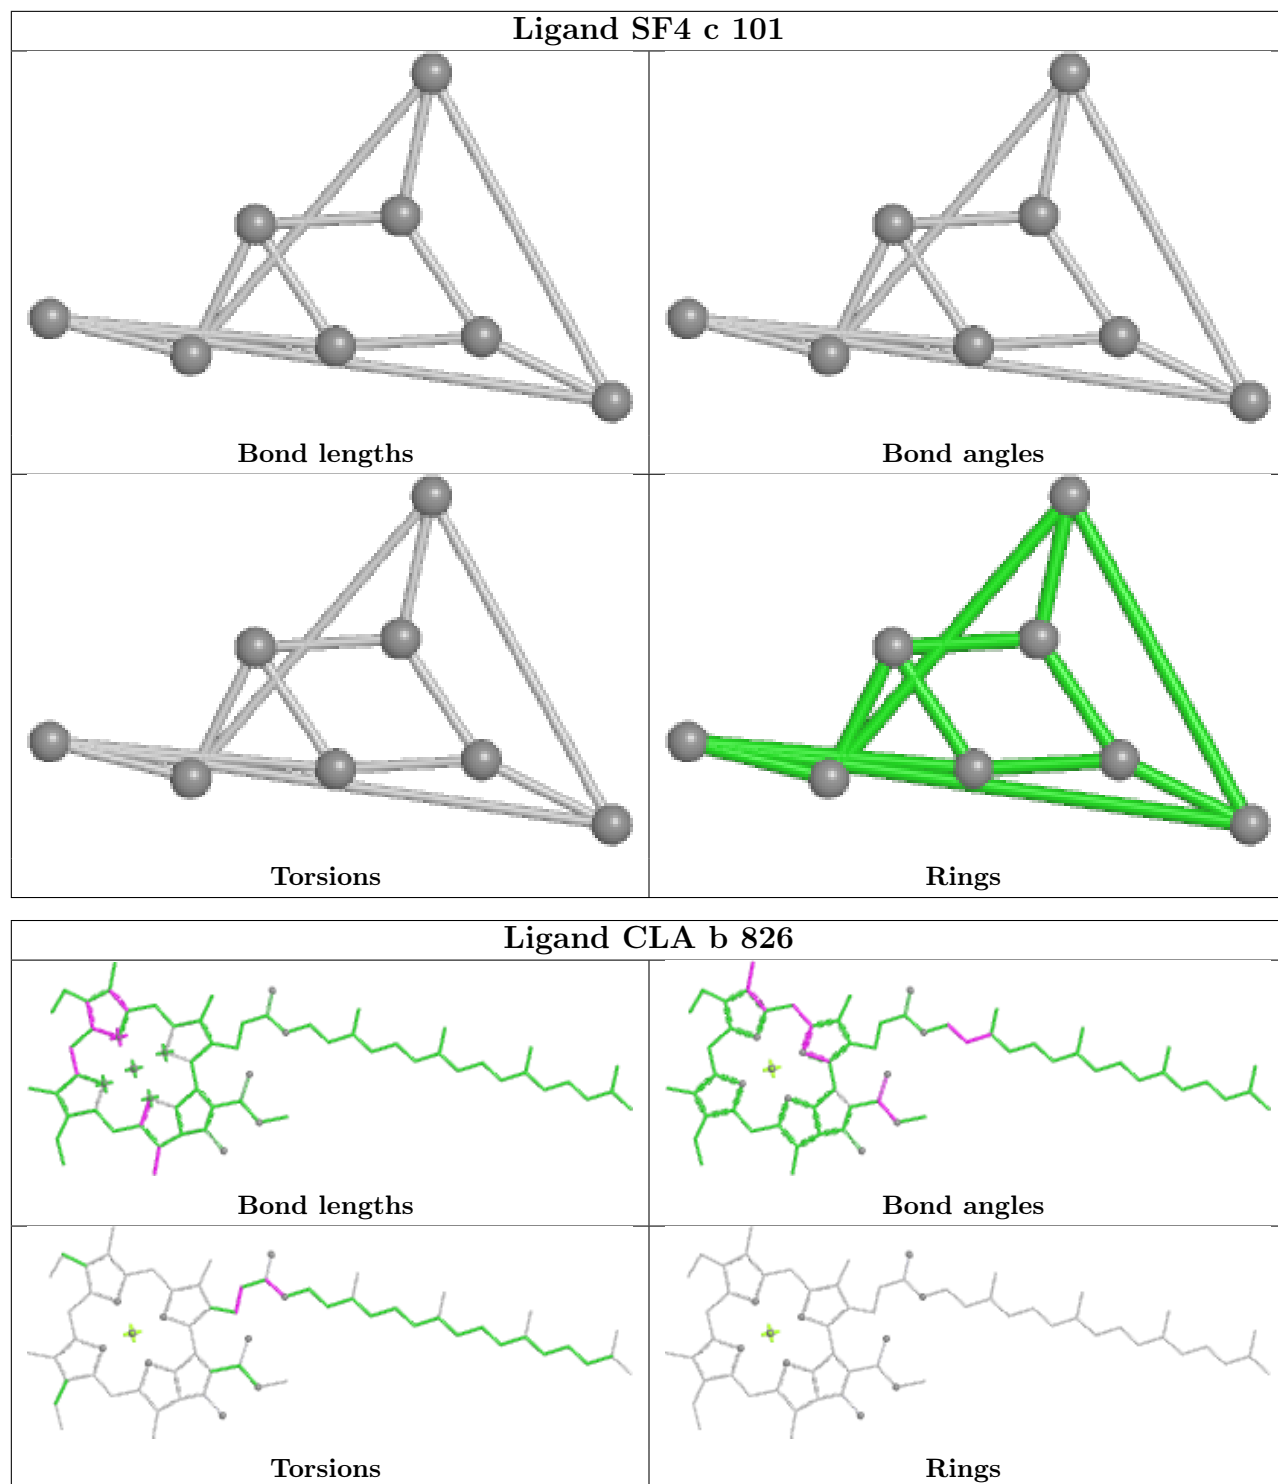 Ligand SF4 c 101
Bond lengths
Bond angles
Torsions
Rings
Ligand CLA b 826
Bond lengths
Bond angles
Torsions
Rings